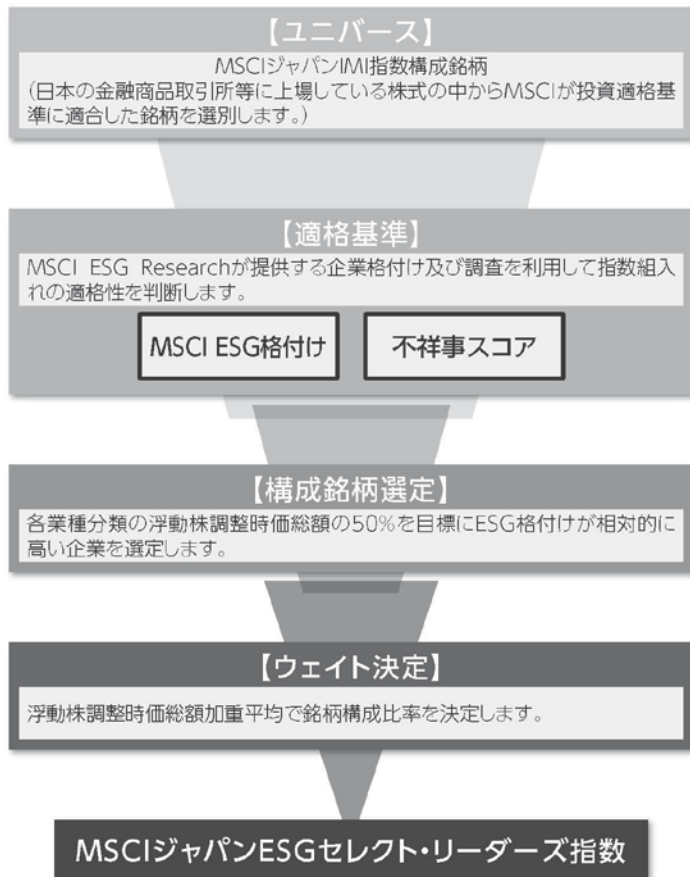 【ユニバース】
MSCIジャパンIMI指数構成銘柄
(日本の金融商品取引所等に上場している株式の中からMSCIが投資適格基
準に適合した銘柄を選別します。)
【適格基準】
MSCI ESG Researchが提供する企業格付け及び調査を利用して指数組入
れの適格性を判断します。
MSCI ESG格付け
不祥事スコア
【構成銘柄選定】
各業種分類の浮動株調整時価総額の50%を目標にESG格付けが相対的に
高い企業を選定します。
【ウェイト決定】
浮動株調整時価総額加重平均で銘柄構成比率を決定します。
MSCIジャパンESGセレクト・リーダーズ指数